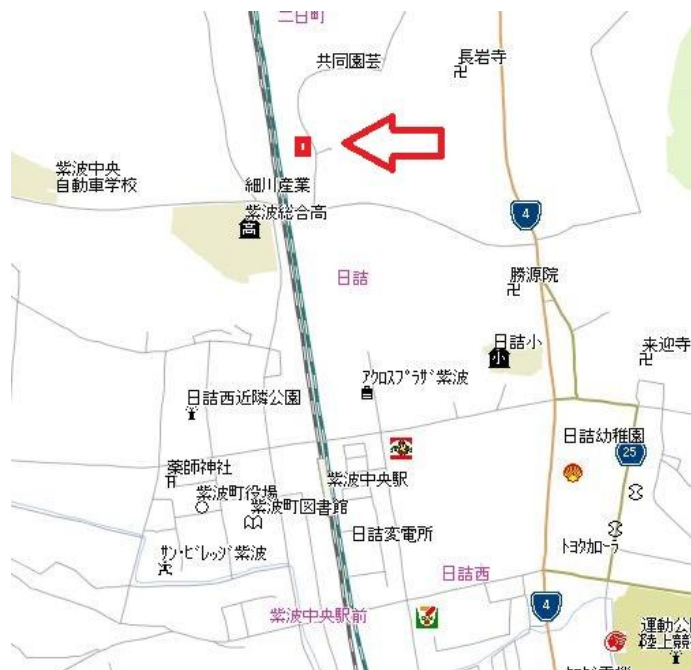 二日町
共同園芸
長岩寺
紫波中央
自動車学校
細川産業
紫波総合高
高
4
日詰
勝源院
日詰小
小
来迎寺
アクロスプラザ紫波
日詰西近隣公園
日詰幼稚園
25
薬師神社
紫波中央駅
紫波町役場
紫波町図書館
日詰変電所
サン・ビレッジ紫波
トヨタカローラ
日詰西
紫波中央駅前
4
7
運動公
陸上競